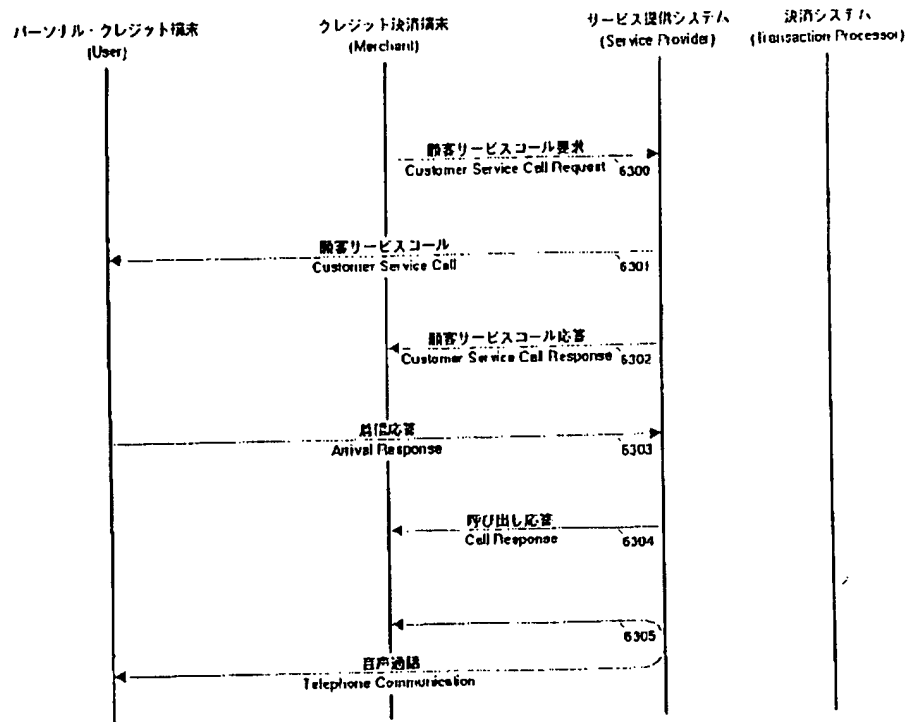 パーソナル・クレジット端末
(User)
クレジット決済端末
(Merchant)
サービス提供システム
(Service Provider)
決済システム
(Transaction Processor)
顧客サービスコール要求
Customer Service Call Request
6300
顧客サービスコール
Customer Service Call
6301
顧客サービスコール応答
Customer Service Call Response
6302
着信応答
Arrival Response
6303
呼び出し応答
Call Response
6304
6305
音声通話
Telephone Communication